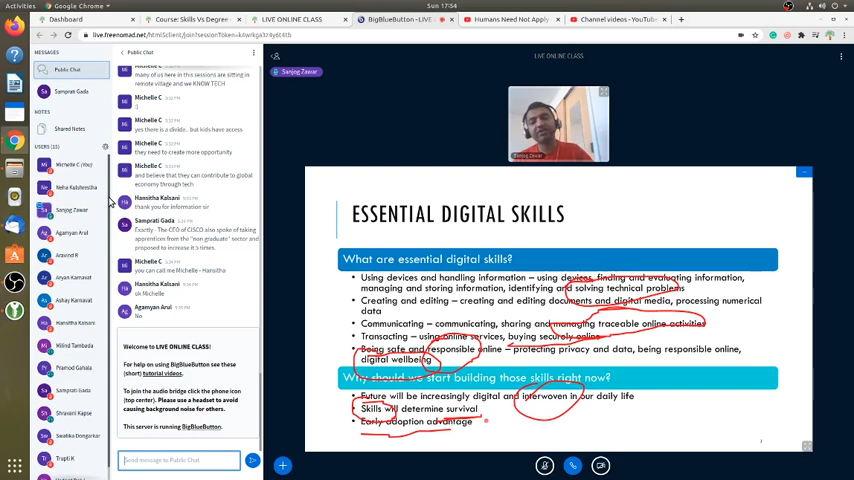 Activities
Google Chrome
SUN 17:54
Dashboard
Course: Skills Vs Degree
LIVE ONLINE CLASS
BigBlueButton - LIVE
Humans Need Not Apply
Channel videos - YouTube
MESSAGES
Public Chat
Samprati Gada
NOTES
Shared Notes
USERS (15)
Michelle C (You)
Neha Kulshrestha
Sanjog Zawar
Agamyan Arul
Aravind R
Aryan Kamatal
Ashay Karnavat
Hansitha Kalsani
Milind Tambada
Pramod Gahala
Samprati Gada
Shravani Kapse
Swatika Dongarkar
Trupti K
Public Chat
many of us here in this sessions are sitting in
remote village and we KNOW TECH
Michelle C
:)
Michelle C
yes there is a divide.. but kids have access
Michelle C
they need to create more opportunity
Michelle C
and believe that they can contribute to global
economy through tech
Hansitha Kalsani
thank you for information sir
Samprati Gada
Exactly - The CEO of CISCO also spoke of taking
apprentices from the "non graduate" sector and
proposed to increase it 5 times.
Michelle C
you can call me Michelle - Hansitha
Hansitha Kalsani
ok Michelle
Agamyan Arul
No
Welcome to LIVE ONLINE CLASS!
For help on using BigBlueButton see these
(short) tutorial videos.
To join the audio bridge click the phone icon
(top center). Please use a headset to avoid
causing background noise for others.
This server is running BigBlueButton.
Send message to Public Chat
LIVE ONLINE CLASS
Sanjog Zawar
Sanjog Zawar
ESSENTIAL DIGITAL SKILLS
What are essential digital skills?
• Using devices and handling information – using devices, finding and evaluating information,
managing and storing information, identifying and solving technical problems
• Creating and editing – creating and editing documents and digital media, processing numerical
data
• Communicating – communicating, sharing and managing traceable online activities
• Transacting – using online services, buying securely online
• Being safe and responsible online – protecting privacy and data, being responsible online,
digital wellbeing
Why should we start building those skills right now?
• Future will be increasingly digital and interwoven in our daily life
• Skills will determine survival
• Early adoption advantage